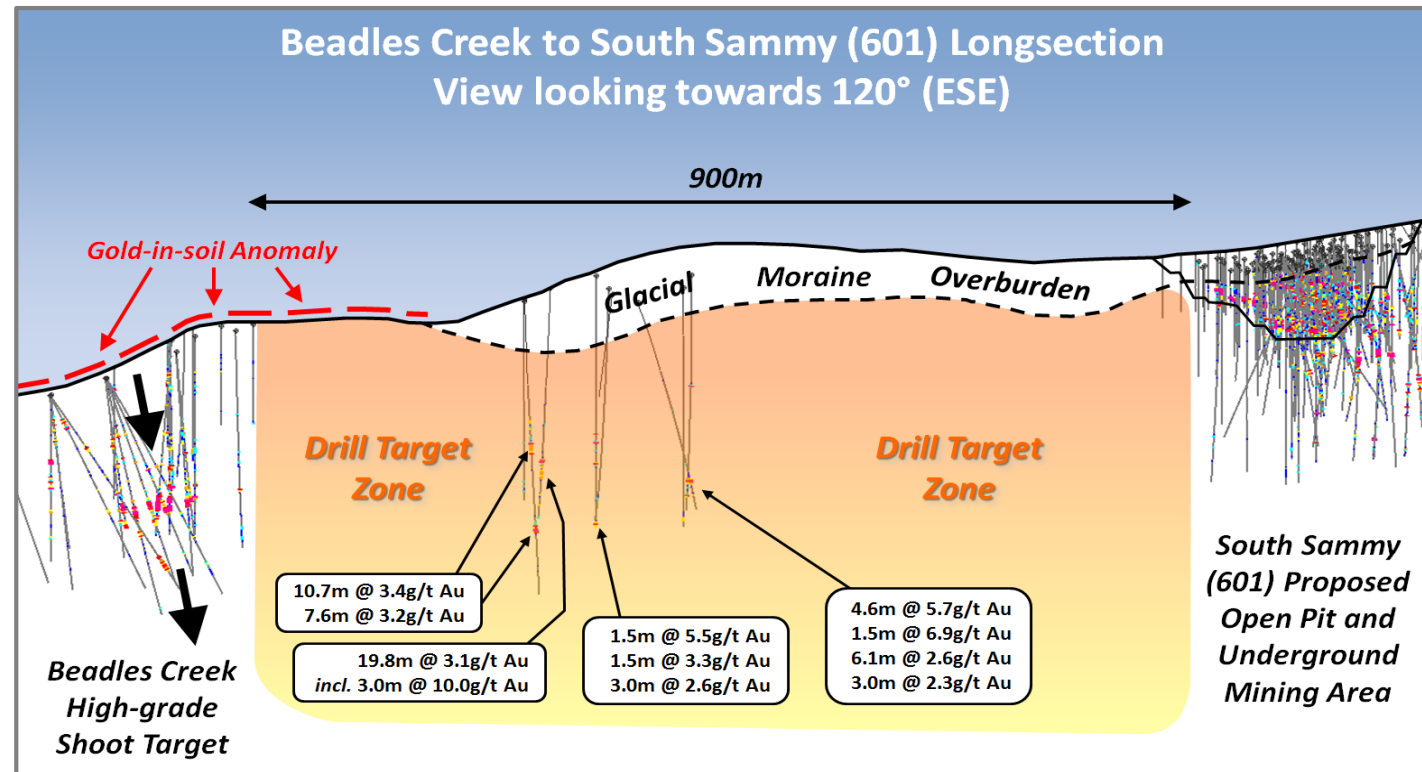 Beadles Creek to South Sammy (601) Longsection
View looking towards 120° (ESE)
900m
Gold-in-soil Anomaly
Glacial Moraine Overburden
Drill Target
Zone
Drill Target
Zone
10.7m @ 3.4g/t Au
7.6m @ 3.2g/t Au
19.8m @ 3.1g/t Au
incl. 3.0m @ 10.0g/t Au
1.5m @ 5.5g/t Au
1.5m @ 3.3g/t Au
3.0m @ 2.6g/t Au
4.6m @ 5.7g/t Au
1.5m @ 6.9g/t Au
6.1m @ 2.6g/t Au
3.0m @ 2.3g/t Au
Beadles Creek
High-grade
Shoot Target
South Sammy
(601) Proposed
Open Pit and
Underground
Mining Area